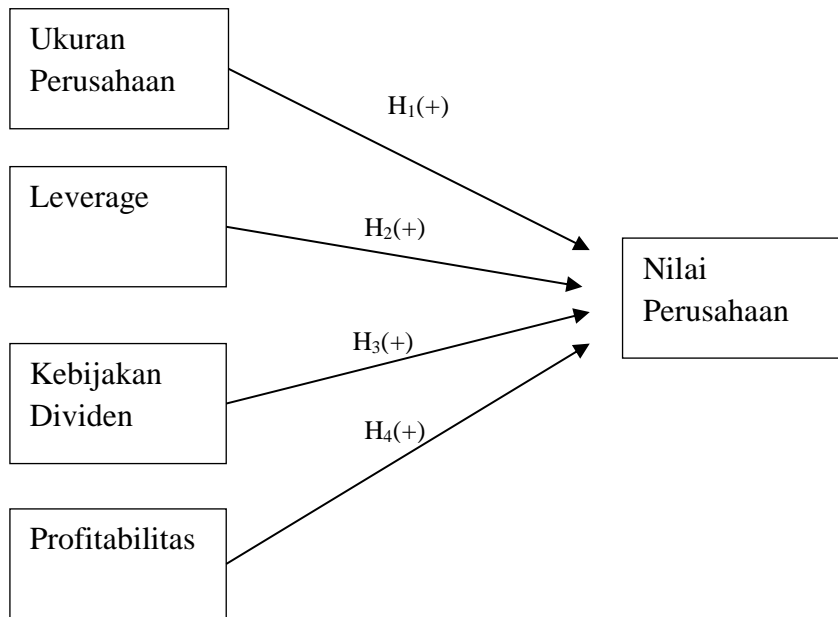 Ukuran
Perusahaan
H₁(+)
Leverage
H₂(+)
Nilai
Perusahaan
H₃(+)
Kebijakan
Dividen
H₄(+)
Profitabilitas